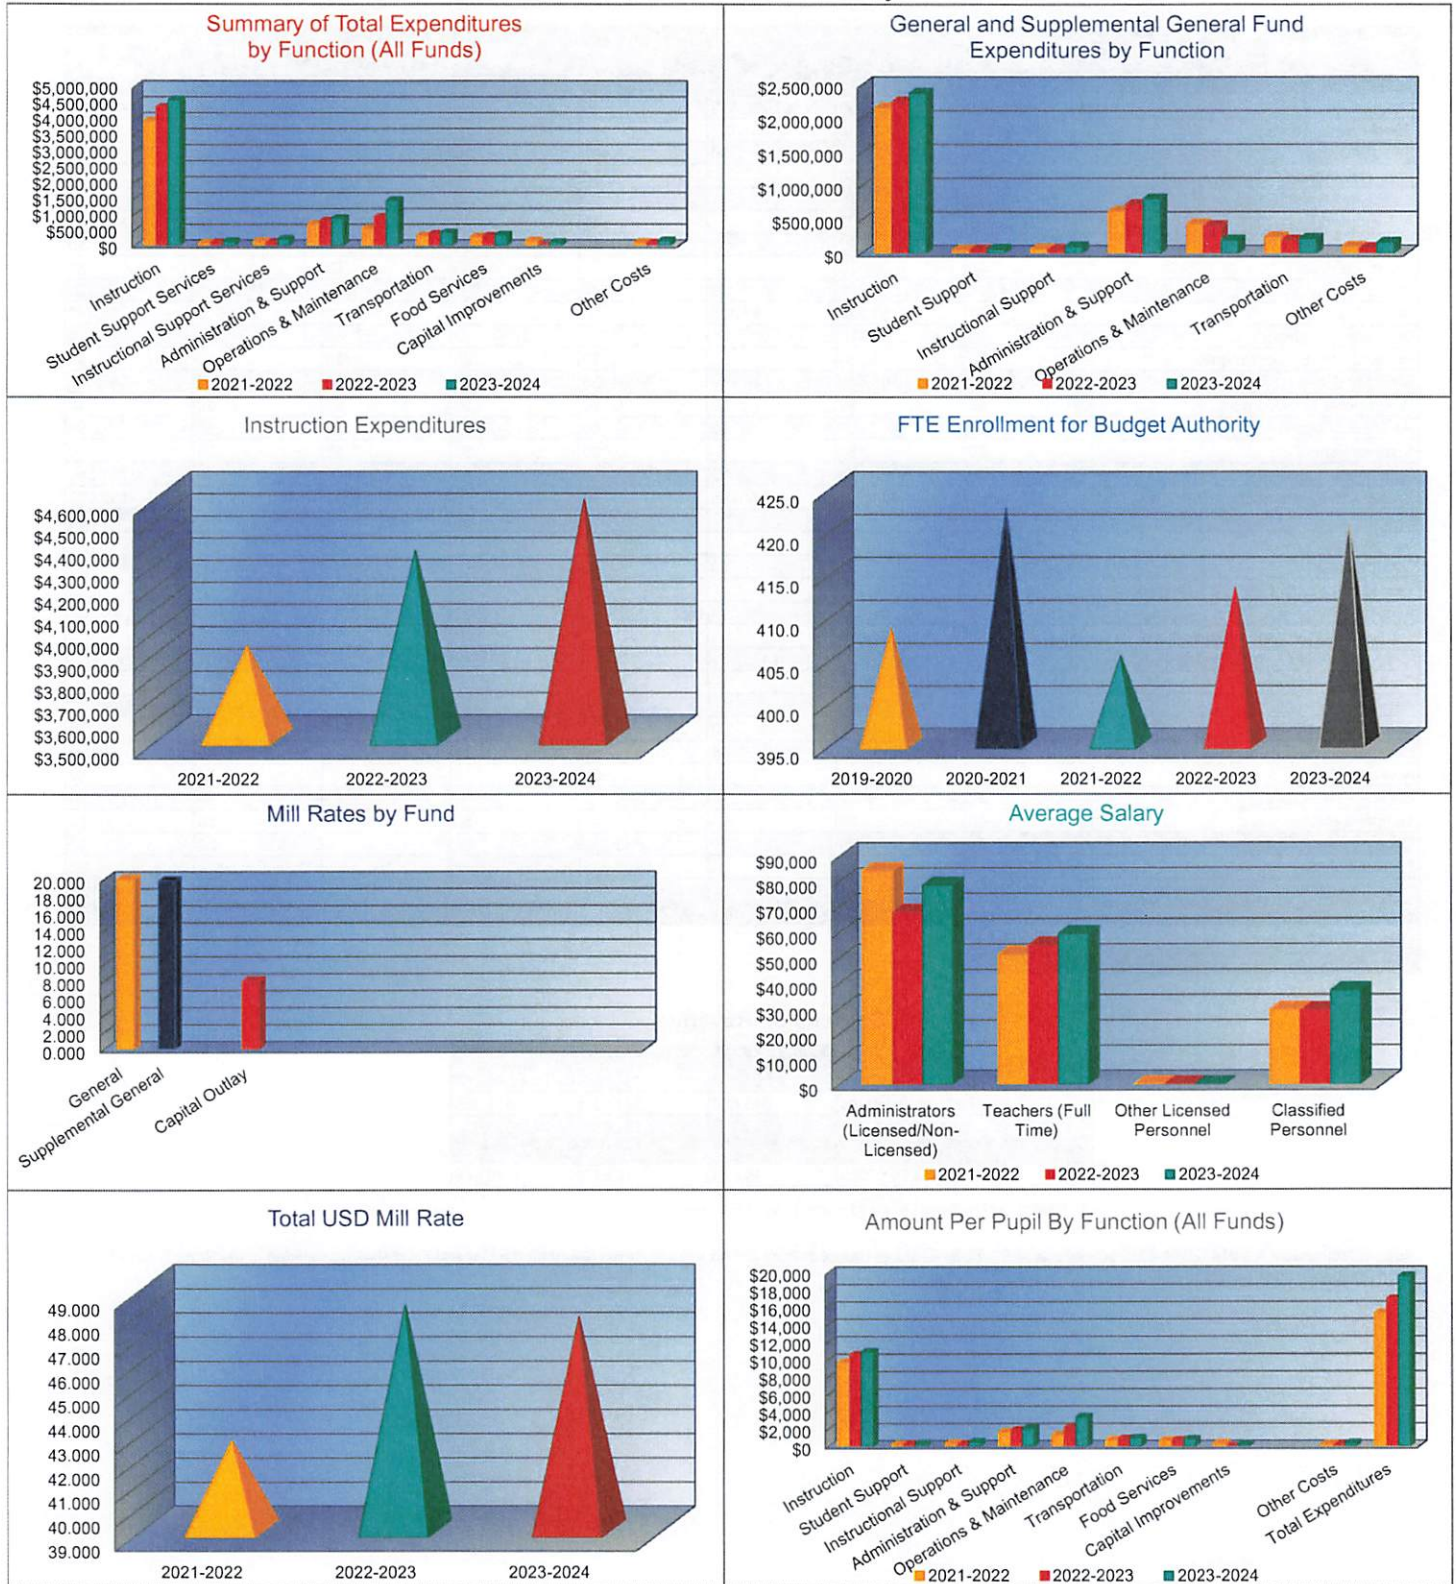 Summary of Total Expenditures
by Function (All Funds)
$5,000,000
$4,500,000
$4,000,000
$3,500,000
$3,000,000
$2,500,000
$2,000,000
$1,500,000
$1,000,000
$500,000
$0
Instruction
Student Support Services
Instructional Support Services
Administration & Support
Operations & Maintenance
Transportation
Food Services
Capital Improvements
Other Costs
2021-2022 2022-2023 2023-2024
General and Supplemental General Fund
Expenditures by Function
$2,500,000
$2,000,000
$1,500,000
$1,000,000
$500,000
$0
Instruction
Student Support
Instructional Support
Administration & Support
Operations & Maintenance
Transportation
Other Costs
2021-2022 2022-2023 2023-2024
Instruction Expenditures
$4,600,000
$4,500,000
$4,400,000
$4,300,000
$4,200,000
$4,100,000
$4,000,000
$3,900,000
$3,800,000
$3,700,000
$3,600,000
$3,500,000
2021-2022 2022-2023 2023-2024
FTE Enrollment for Budget Authority
425.0
420.0
415.0
410.0
405.0
400.0
395.0
2019-2020 2020-2021 2021-2022 2022-2023 2023-2024
Mill Rates by Fund
20.000
18.000
16.000
14.000
12.000
10.000
8.000
6.000
4.000
2.000
0.000
General
Supplemental General
Capital Outlay
Average Salary
$90,000
$80,000
$70,000
$60,000
$50,000
$40,000
$30,000
$20,000
$10,000
$0
Administrators
(Licensed/Non-
Licensed)
Teachers (Full
Time)
Other Licensed
Personnel
Classified
Personnel
2021-2022 2022-2023 2023-2024
Total USD Mill Rate
49.000
48.000
47.000
46.000
45.000
44.000
43.000
42.000
41.000
40.000
39.000
2021-2022 2022-2023 2023-2024
Amount Per Pupil By Function (All Funds)
$20,000
$18,000
$16,000
$14,000
$12,000
$10,000
$8,000
$6,000
$4,000
$2,000
$0
Instruction
Student Support
Instructional Support
Administration & Support
Operations & Maintenance
Transportation
Food Services
Capital Improvements
Other Costs
Total Expenditures
2021-2022 2022-2023 2023-2024